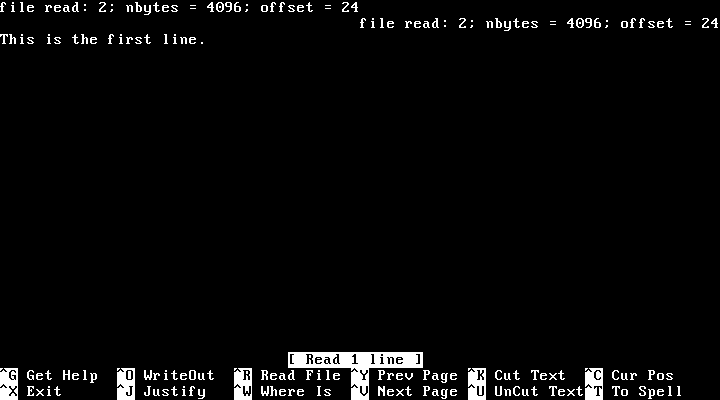 file read: 2; nbytes = 4096; offset = 24
file read: 2; nbytes = 4096; offset = 24
This is the first line.
[ Read 1 line ]
^G Get Help ^O WriteOut ^R Read File ^Y Prev Page ^K Cut Text ^C Cur Pos
^X Exit ^J Justify ^W Where Is ^V Next Page ^U UnCut Text^T To Spell